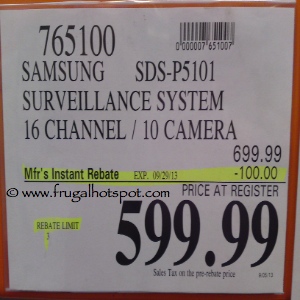 765100
0000007651007
SAMSUNG SDS-P5101
SURVEILLANCE SYSTEM
16 CHANNEL / 10 CAMERA
699.99
Mfr's Instant Rebate EXP. 09/29/13 -100.00
PRICE AT REGISTER
© www.frugalhotspot.com
REBATE LIMIT
3
599.99
Sales Tax on the pre-rebate price